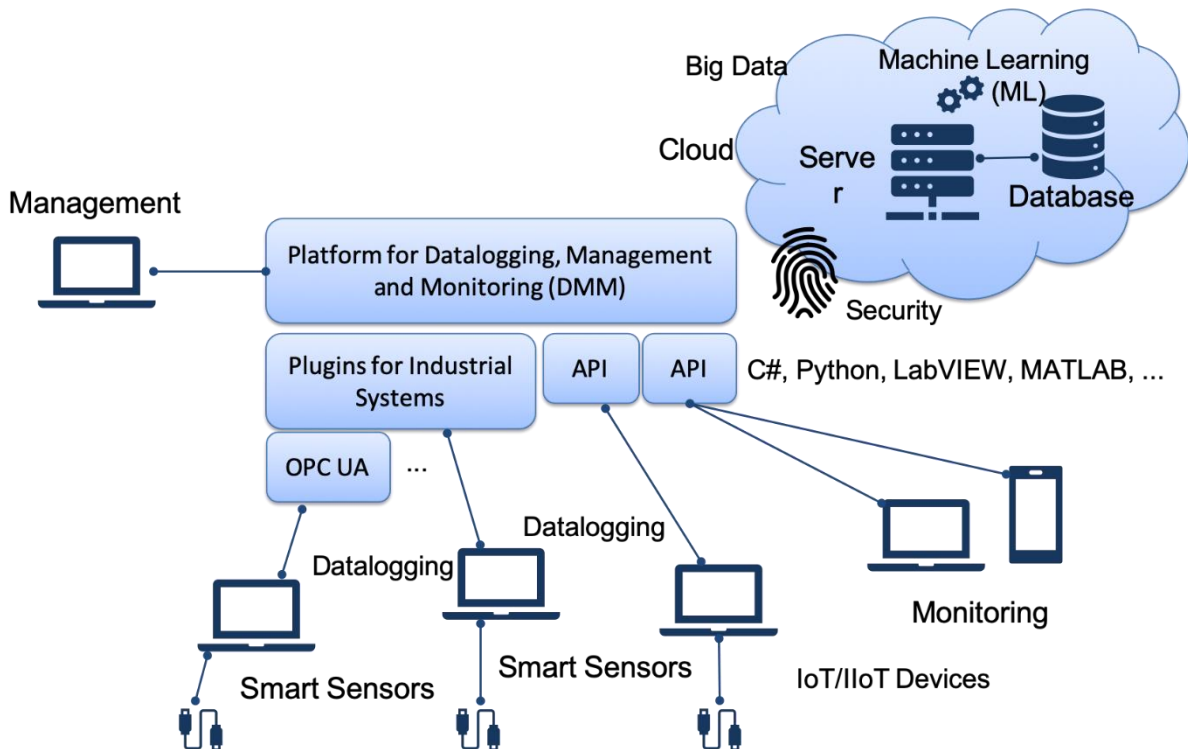 Big Data
Machine Learning
(ML)
Cloud
Serve
r
Database
Management
Platform for Datalogging, Management
and Monitoring (DMM)
Security
Plugins for Industrial
Systems
API
API
C#, Python, LabVIEW, MATLAB, ...
OPC UA
...
Datalogging
Datalogging
Monitoring
Smart Sensors
Smart Sensors
IoT/IIoT Devices